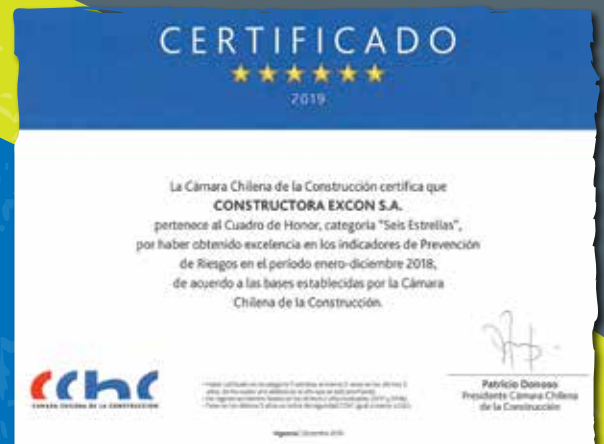 CERTIFICADO
2019
La Cámara Chilena de la Construcción certifica que
CONSTRUCTORA EXCON S.A.
pertenece al Cuadro de Honor, categoría "Seis Estrellas",
por haber obtenido excelencia en los indicadores de Prevención
de Riesgos en el período enero-diciembre 2018,
de acuerdo a las bases establecidas por la Cámara
Chilena de la Construcción.
cchc
CAMARA CHILENA DE LA CONSTRUCCIÓN
Patricio Donoso
Presidente Cámara Chilena
de la Construcción